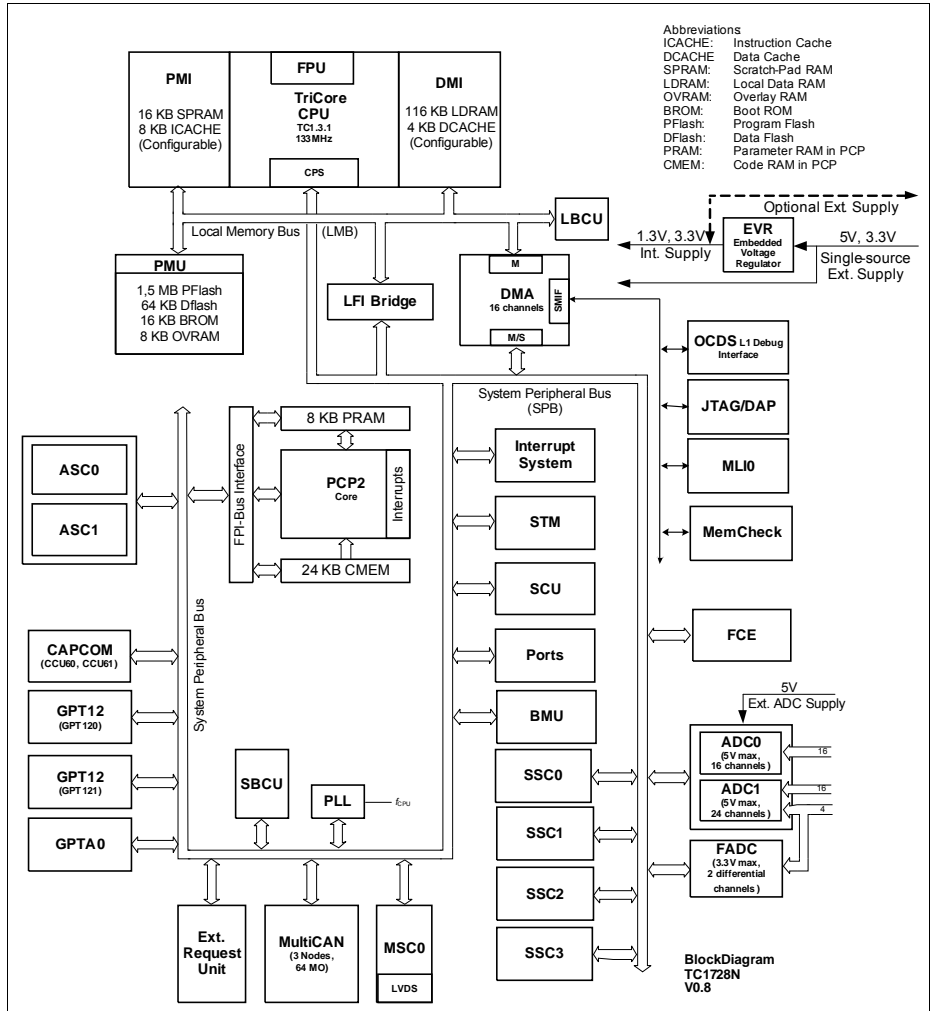 Abbreviations:
ICACHE: Instruction Cache
DCACHE Data Cache
SPRAM: Scratch-Pad RAM
LDRAM: Local Data RAM
OVRAM: Overlay RAM
BROM: Boot ROM
PFlash: Program Flash
DFlash: Data Flash
PRAM: Parameter RAM in PCP
CMEM: Code RAM in PCP
PMI
16 KB SPRAM
8 KB ICACHE
(Configurable)
FPU
TriCore
CPU
TC1.3.1
133MHz
CPS
DMI
116 KB LDRAM
4 KB DCACHE
(Configurable)
Local Memory Bus (LMB)
LBCU
Optional Ext. Supply
EVR
Embedded
Voltage
Regulator
1.3V, 3.3V
Int. Supply
5V, 3.3V
Single-source
Ext. Supply
PMU
1,5 MB PFlash
64 KB Dflash
16 KB BROM
8 KB OVRAM
LFI Bridge
M
DMA
16 channels
SMIF
M/S
OCDS L1 Debug
Interface
JTAG/DAP
MLI0
MemCheck
System Peripheral Bus
(SPB)
ASC0
ASC1
FPI-Bus Interface
8 KB PRAM
PCP2
Core
Interrupts
24 KB CMEM
Interrupt
System
STM
SCU
Ports
BMU
SSC0
SSC1
SSC2
SSC3
FCE
System Peripheral Bus
CAPCOM
(CCU60, CCU61)
GPT12
(GPT120)
GPT12
(GPT121)
GPTA0
SBCU
PLL
fCPU
5V
Ext. ADC Supply
ADC0
(5V max,
16 channels)
16
ADC1
(5V max,
24 channels)
16
4
FADC
(3.3V max,
2 differential
channels)
Ext.
Request
Unit
MultiCAN
(3 Nodes,
64 MO)
MSC0
LVDS
BlockDiagram
TC1728N
V0.8